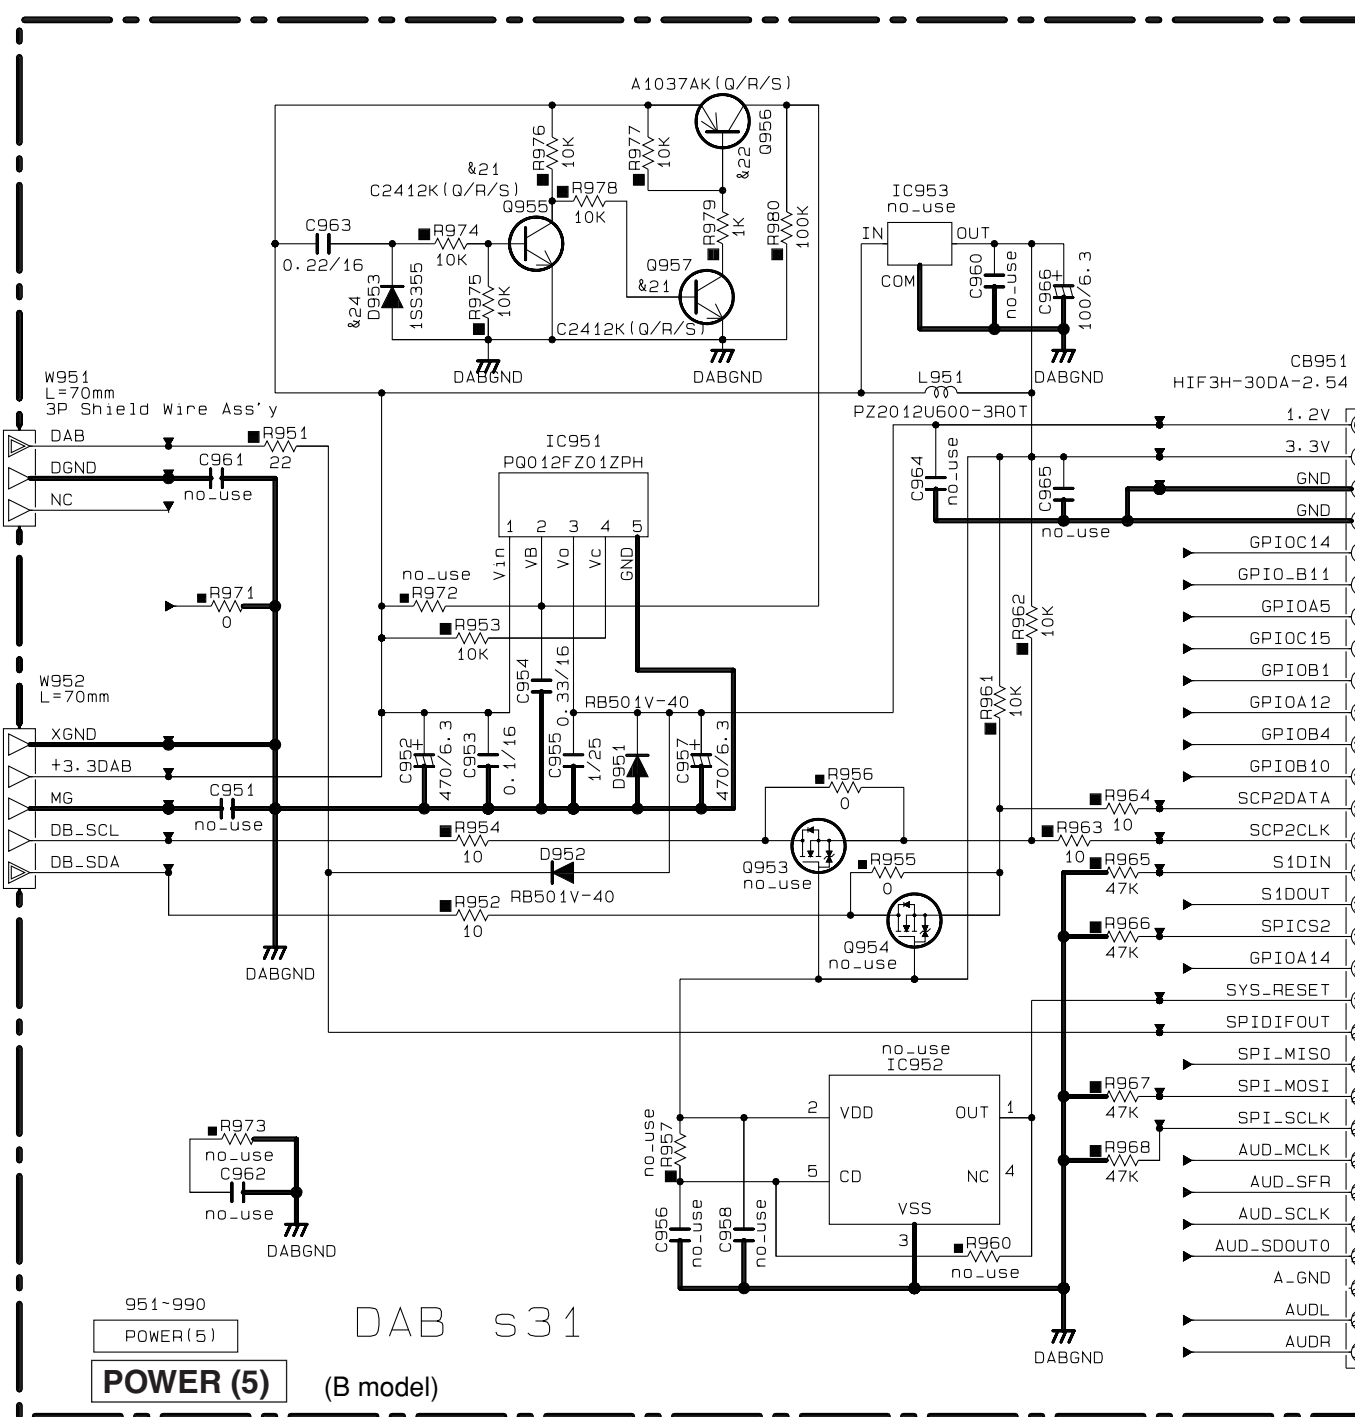 A1037AK(Q/R/S)
Q956
&22
R976
10K
R977
10K
&21
C2412K(Q/R/S)
Q955
R978
10K
R979
1K
R980
100K
C963
0.22/16
R974
10K
&24
D953
1SS355
R975
10K
Q957
&21
C2412K(Q/R/S)
DABGND
DABGND
IC953
no_use
IN
OUT
COM
C960
no_use
C966
+
100/6.3
DABGND
L951
PZ2012U600-3R0T
CB951
HIF3H-30DA-2.54
W951
L=70mm
3P Shield Wire Ass'y
DAB
DGND
NC
R951
22
C961
no_use
IC951
PQ012FZ01ZPH
1 2 3 4 5
Vin
VB
Vo
Vc
GND
no_use
R972
R953
10K
R971
0
C954
0.33/16
RB501V-40
C952
+
470/6.3
C953
0.1/16
C955
1/25
D951
C957
+
470/6.3
C964
no_use
C965
no_use
R962
10K
R961
10K
W952
L=70mm
XGND
+3.3DAB
MG
DB_SCL
DB_SDA
C951
no_use
R954
10
D952
RB501V-40
R952
10
R956
0
Q953
no_use
R955
0
Q954
no_use
R964
10
R963
10
R965
47K
R966
47K
R967
47K
R968
47K
DABGND
1.2V
3.3V
GND
GND
GPIOC14
GPIO_B11
GPIOA5
GPIOC15
GPIOB1
GPIOA12
GPIOB4
GPIOB10
SCP2DATA
SCP2CLK
S1DIN
S1DOUT
SPICS2
GPIOA14
SYS_RESET
SPIDIFOUT
SPI_MISO
SPI_MOSI
SPI_SCLK
AUD_MCLK
AUD_SFR
AUD_SCLK
AUD_SDOUT0
A_GND
AUDL
AUDR
no_use
IC952
2
VDD
OUT
1
5
CD
NC
4
VSS
3
no_use
R957
C956
no_use
C958
no_use
R960
no_use
DABGND
R973
no_use
C962
no_use
DABGND
951~990
POWER(5)
DAB s31
POWER (5)
(B model)